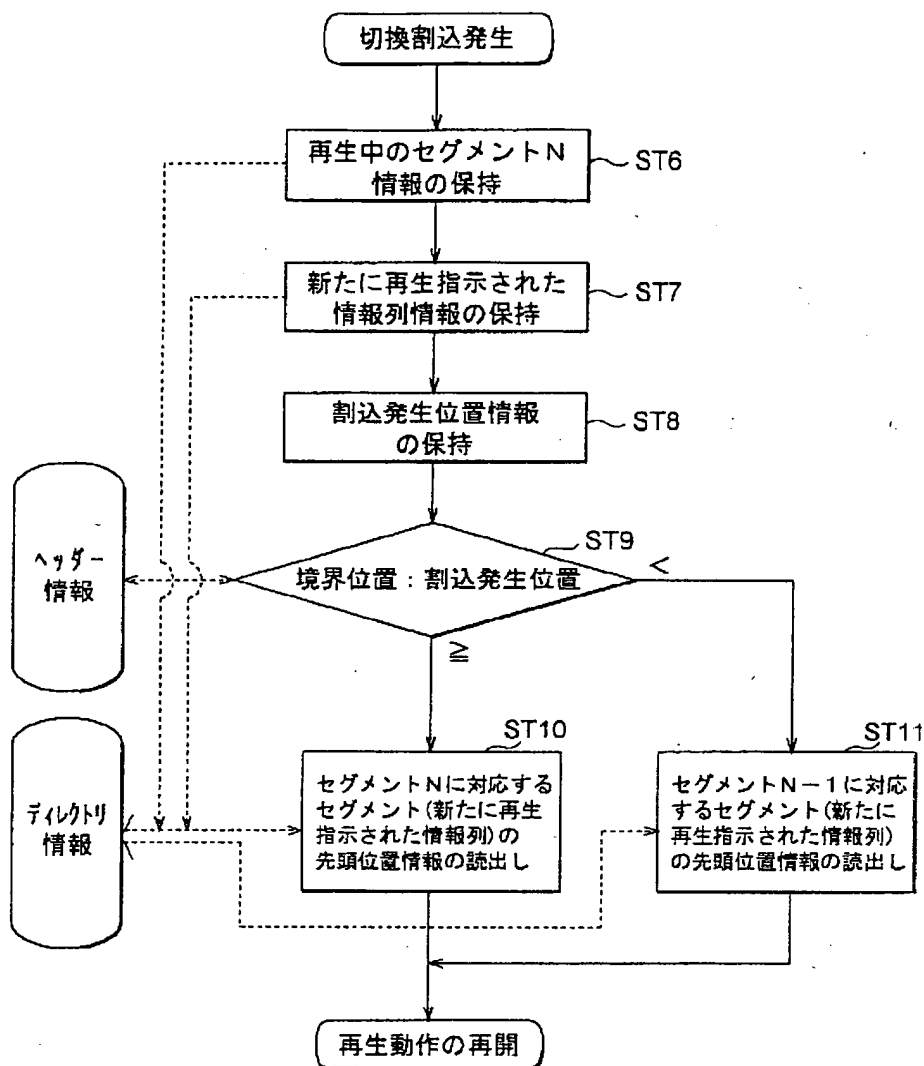 切換割込発生
再生中のセグメントN
情報の保持
ST6
新たに再生指示された
情報列情報の保持
ST7
割込発生位置情報
の保持
ST8
ヘッダー
情報
ST9
境界位置：割込発生位置
<
≧
ディレクトリ
情報
ST10
セグメントNに対応する
セグメント(新たに再生
指示された情報列)の
先頭位置情報の読出し
ST11
セグメントN－1に対応
するセグメント(新たに
再生指示された情報列)
の先頭位置情報の読出し
再生動作の再開